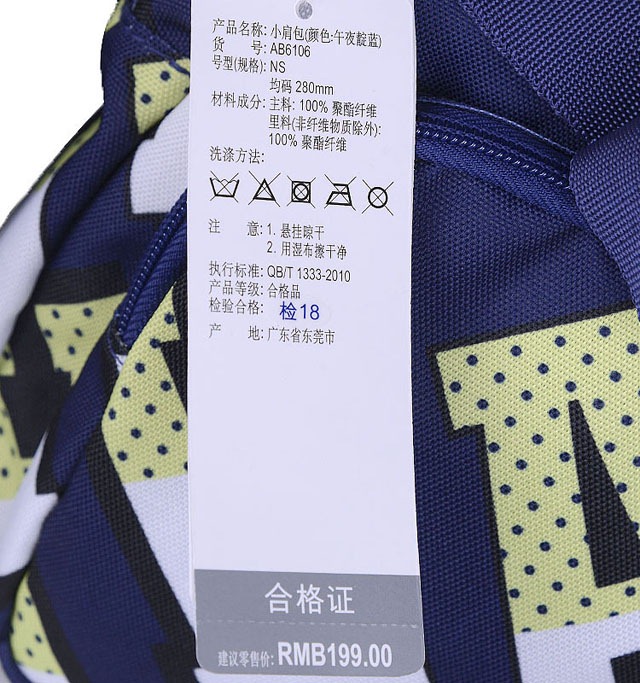 产品名称: 小肩包(颜色:午夜靛蓝)
货 号: AB6106
号型(规格): NS
均码 280mm
材料成分: 主料: 100% 聚酯纤维
里料(非纤维物质除外):
100% 聚酯纤维
洗涤方法:
注 意: 1. 悬挂晾干
2. 用湿布擦干净
执行标准: QB/T 1333-2010
产品等级: 合格品
检验合格: 检18
产 地: 广东省东莞市
合格证
建议零售价: RMB199.00